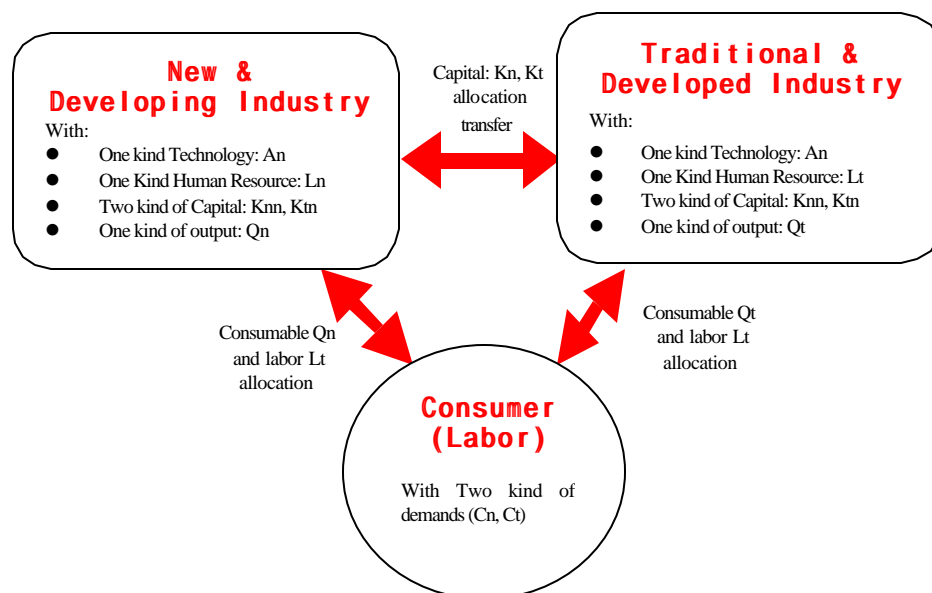 New &
Developing Industry
With:
● One kind Technology: An
● One Kind Human Resource: Ln
● Two kind of Capital: Knn, Ktn
● One kind of output: Qn
Capital: Kn, Kt
allocation
transfer
Traditional &
Developed Industry
With:
● One kind Technology: An
● One Kind Human Resource: Lt
● Two kind of Capital: Knn, Ktn
● One kind of output: Qt
Consumable Qn
and labor Lt
allocation
Consumable Qt
and labor Lt
allocation
Consumer
(Labor)
With Two kind of
demands (Cn, Ct)